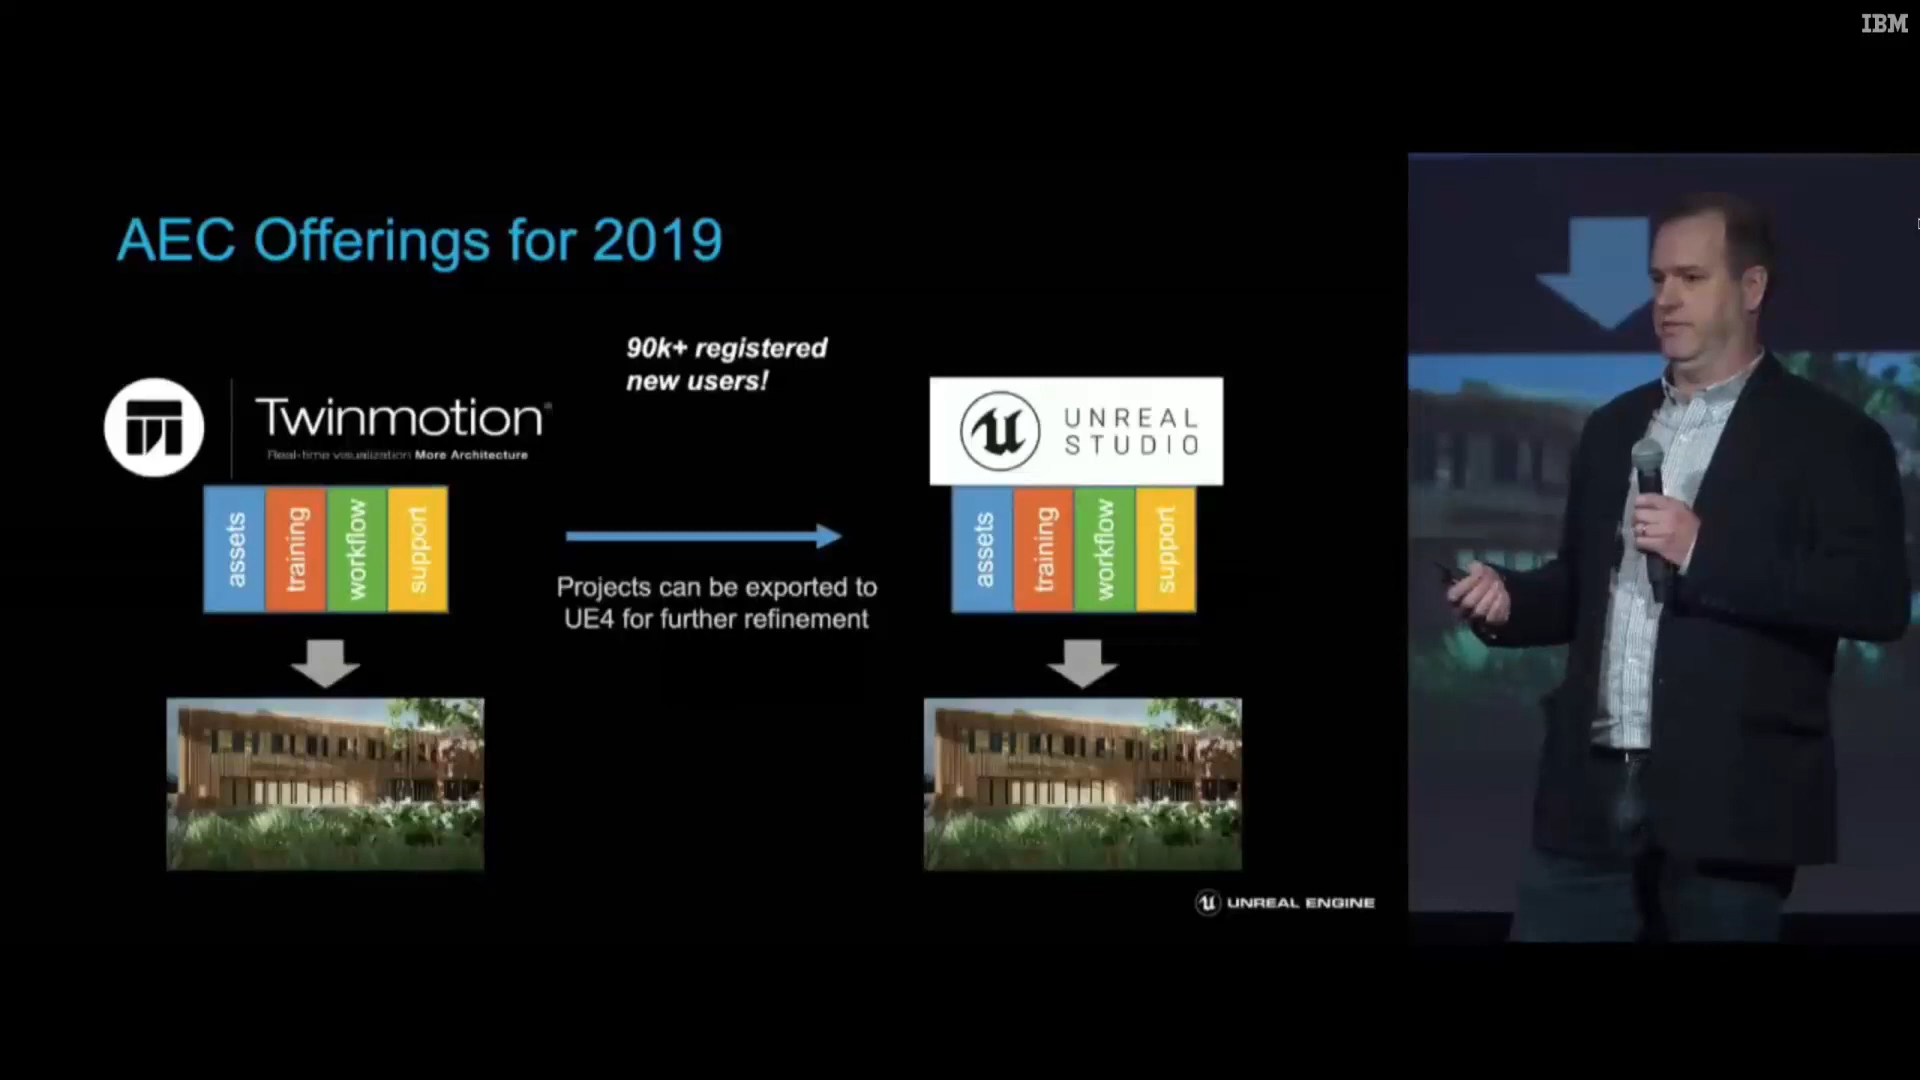 IBM
AEC Offerings for 2019
90k+ registered
new users!
Twinmotion
Real-time visualization More Architecture
UNREAL
STUDIO
assets
training
workflow
support
assets
training
workflow
support
Projects can be exported to
UE4 for further refinement
UNREAL ENGINE